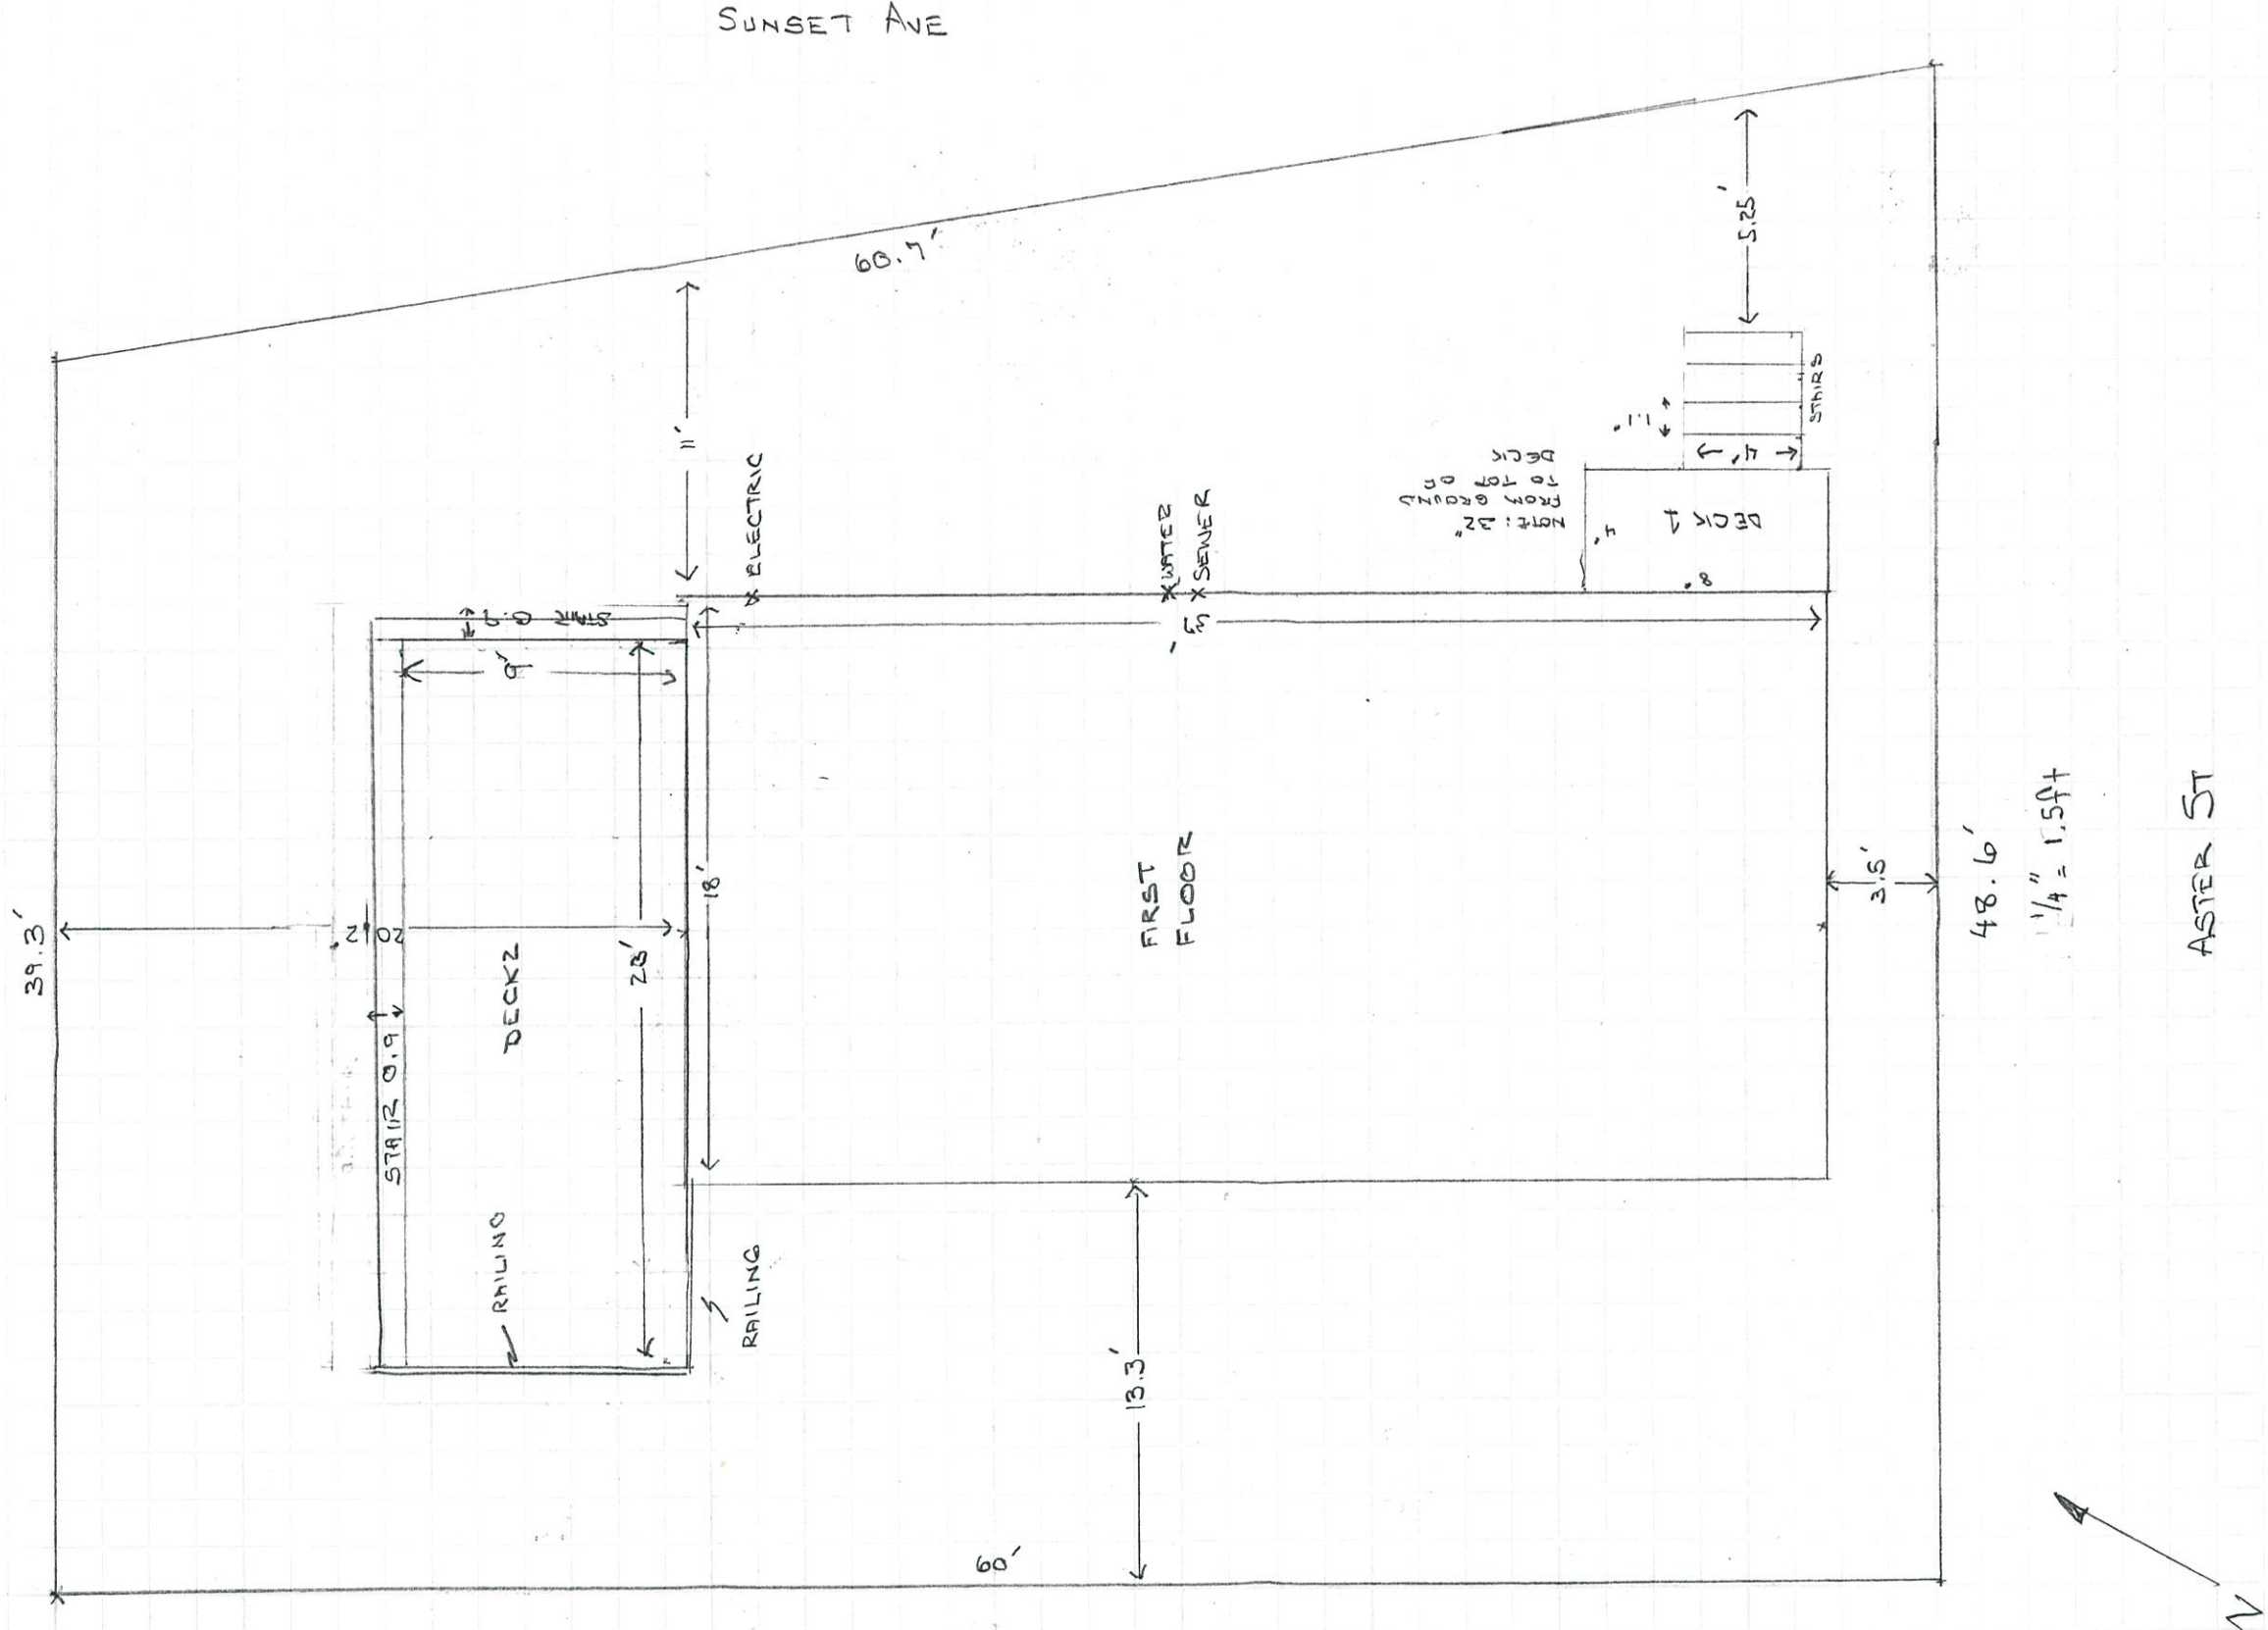 SUNSET AVE
60.7'
5.25'
11'
ELECTRIC
WATER
SEWER
STAIRS
1.1'
4'
NOTE: 32"
FROM GROUND
TO TOP OF
DECK
DECK 1
4'
8'
STAIR 0.9
9'
18'
23'
20.2'
39.3'
DECK2
STAIR 0.9
RAILING
RAILING
FIRST
FLOOR
3.5'
48.6'
1/4" = 1.5ft
ASTER ST
13.3'
60'
N